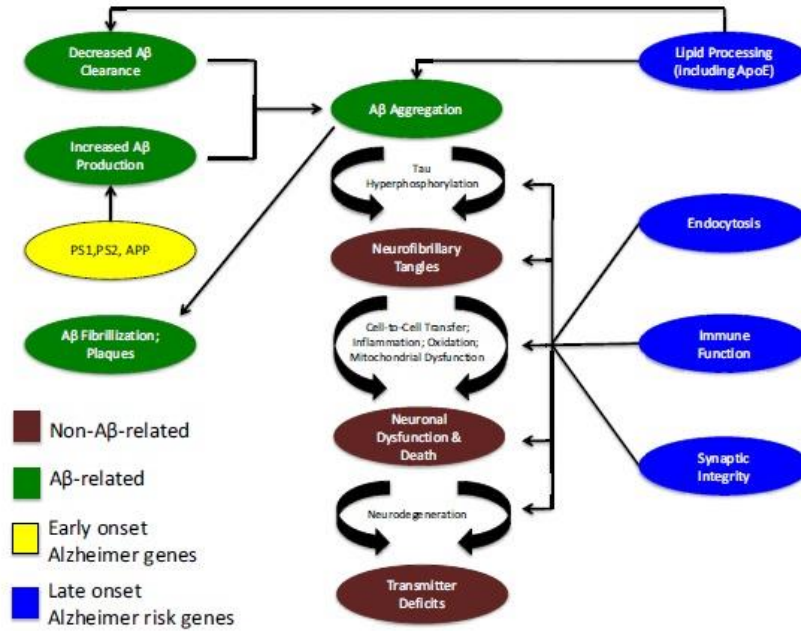 Decreased Aβ
Clearance
Lipid Processing
(including ApoE)
Aβ Aggregation
Increased Aβ
Production
Tau
Hyperphosphorylation
PS1,PS2, APP
Endocytosis
Neurofibrillary
Tangles
Aβ Fibrillization;
Plaques
Cell-to-Cell Transfer;
Inflammation; Oxidation;
Mitochondrial Dysfunction
Immune
Function
Non-Aβ-related
Neuronal
Dysfunction &
Death
Synaptic
Integrity
Aβ-related
Early onset
Alzheimer genes
Neurodegeneration
Late onset
Alzheimer risk genes
Transmitter
Deficits